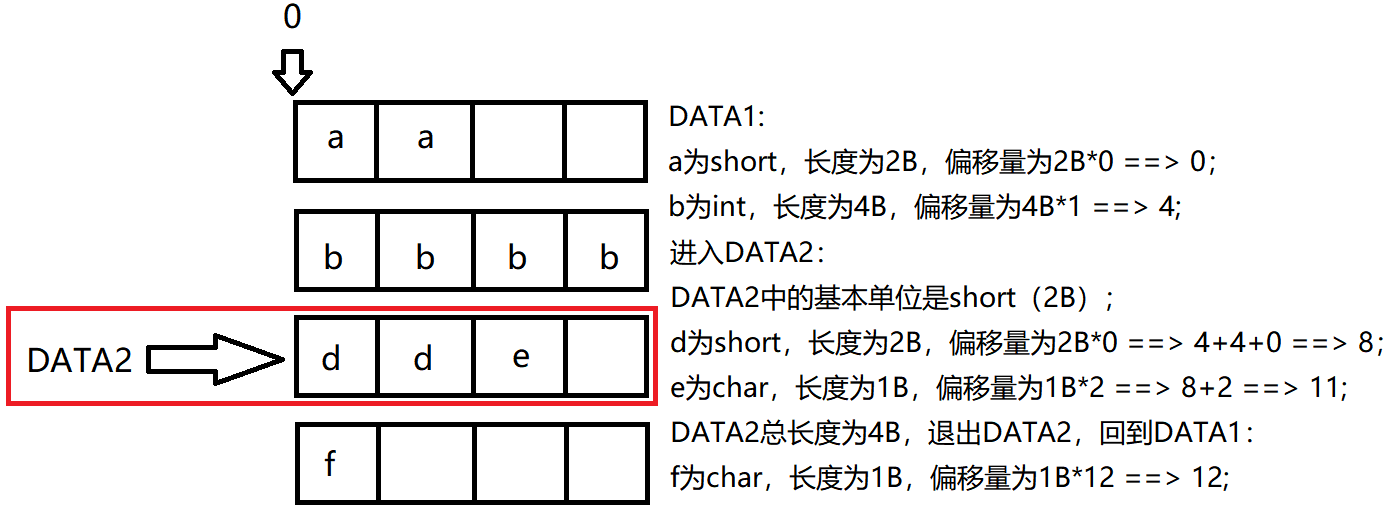 0
a a
b b b b
DATA2
d d e
f
DATA1:
a为short，长度为2B，偏移量为2B*0 ==> 0；
b为int，长度为4B，偏移量为4B*1 ==> 4;
进入DATA2：
DATA2中的基本单位是short（2B）；
d为short，长度为2B，偏移量为2B*0 ==> 4+4+0 ==> 8；
e为char，长度为1B，偏移量为1B*2 ==> 8+2 ==> 11；
DATA2总长度为4B，退出DATA2，回到DATA1：
f为char，长度为1B，偏移量为1B*12 ==> 12;